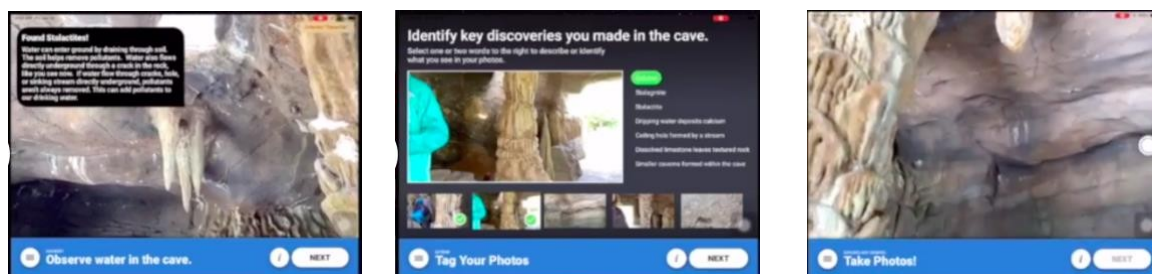 Found Stalactites!
Water can enter ground by draining through soil.
The soil helps remove pollutants. Water also flows
directly underground through a crack in the rock,
like you see now. If water flow through cracks, hole,
or sinking stream directly underground, pollutants
aren't always removed. This can add pollutants to
our drinking water.
Observe water in the cave.
i
NEXT
Identify key discoveries you made in the cave.
Select one or two words to the right to describe or identify
what you see in your photos.
Stalagmite
Stalactite
Dripping water deposits calcium
Ceiling hole formed by a stream
Dissolved limestone leaves textured rock
Smaller caverns formed within the cave
Tag Your Photos
i
NEXT
Take Photos!
i
NEXT